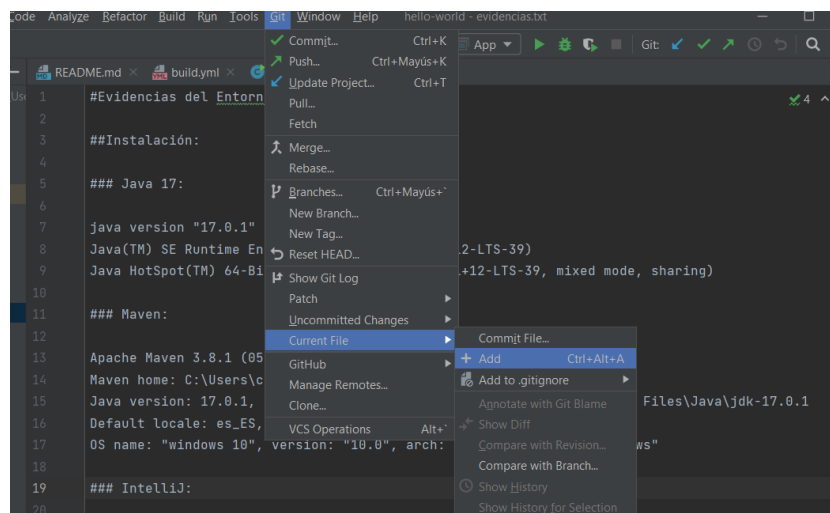 Code Analyze Refactor Build Run Tools Git Window Help hello-world - evidencias.txt
Commit... Ctrl+K
App
Git:
Push... Ctrl+Mayús+K
Update Project... Ctrl+T
Pull...
Fetch
Merge...
Rebase...
Branches... Ctrl+Mayús+`
New Branch...
New Tag...
Reset HEAD...
Show Git Log
Patch
Uncommitted Changes
Current File
GitHub
Manage Remotes...
Clone...
VCS Operations Alt+`
Commit File...
Add Ctrl+Alt+A
Add to .gitignore
Annotate with Git Blame
Show Diff
Compare with Revision...
Compare with Branch...
Show History
Show History for Selection
README.md build.yml
4
1 #Evidencias del Entorn
2
3 ##Instalación:
4
5 ### Java 17:
6
7 java version "17.0.1"
8 Java(TM) SE Runtime En 12-LTS-39)
9 Java HotSpot(TM) 64-Bi +12-LTS-39, mixed mode, sharing)
10
11 ### Maven:
12
13 Apache Maven 3.8.1 (05
14 Maven home: C:\Users\c
15 Java version: 17.0.1, Files\Java\jdk-17.0.1
16 Default locale: es_ES,
17 OS name: "windows 10", version: "10.0", arch: ws"
18
19 ### IntelliJ:
20